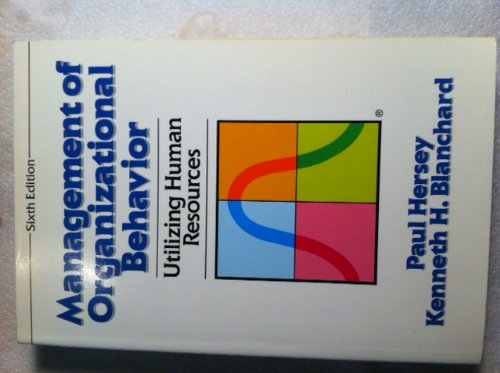 Sixth Edition
Management of
Organizational
Behavior
Utilizing Human
Resources
®
Paul Hersey
Kenneth H. Blanchard